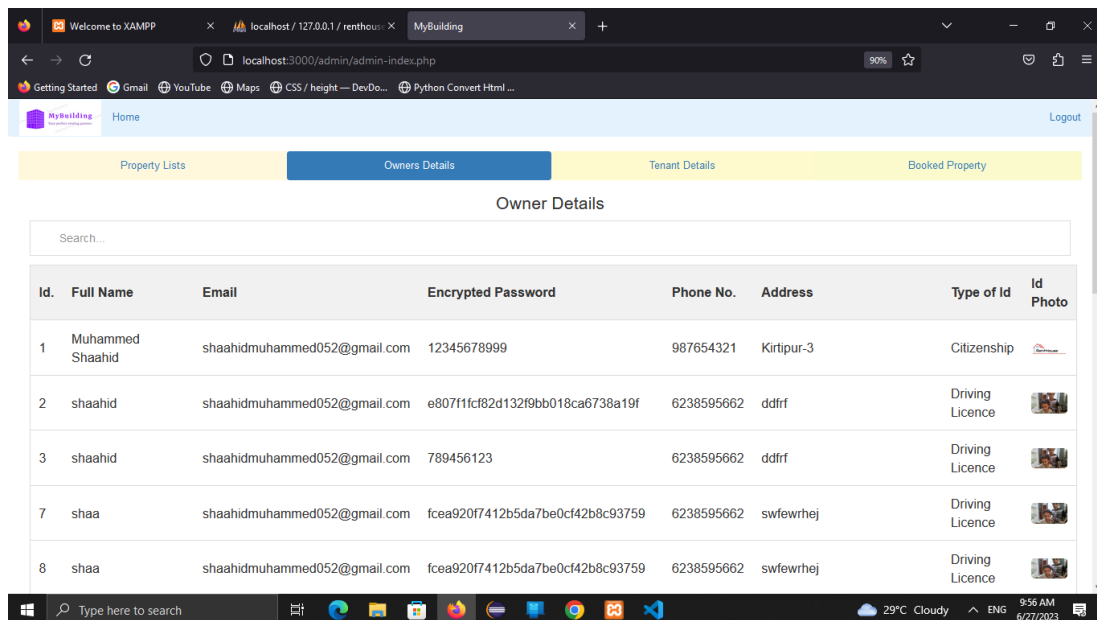 Welcome to XAMPP
localhost / 127.0.0.1 / renthouse
MyBuilding
localhost:3000/admin/admin-index.php
90%
Getting Started Gmail YouTube Maps CSS / height — DevDo... Python Convert Html ...
MyBuilding
Home
Logout
Property Lists
Owners Details
Tenant Details
Booked Property
Owner Details
Search...
Id. Full Name Email Encrypted Password Phone No. Address Type of Id Id Photo
1 Muhammed Shaahid shaahidmuhammed052@gmail.com 12345678999 987654321 Kirtipur-3 Citizenship
2 shaahid shaahidmuhammed052@gmail.com e807f1fcf82d132f9bb018ca6738a19f 6238595662 ddfrf Driving Licence
3 shaahid shaahidmuhammed052@gmail.com 789456123 6238595662 ddfrf Driving Licence
7 shaa shaahidmuhammed052@gmail.com fcea920f7412b5da7be0cf42b8c93759 6238595662 swfewrhej Driving Licence
8 shaa shaahidmuhammed052@gmail.com fcea920f7412b5da7be0cf42b8c93759 6238595662 swfewrhej Driving Licence
Type here to search
29°C Cloudy
ENG
9:56 AM
6/27/2023